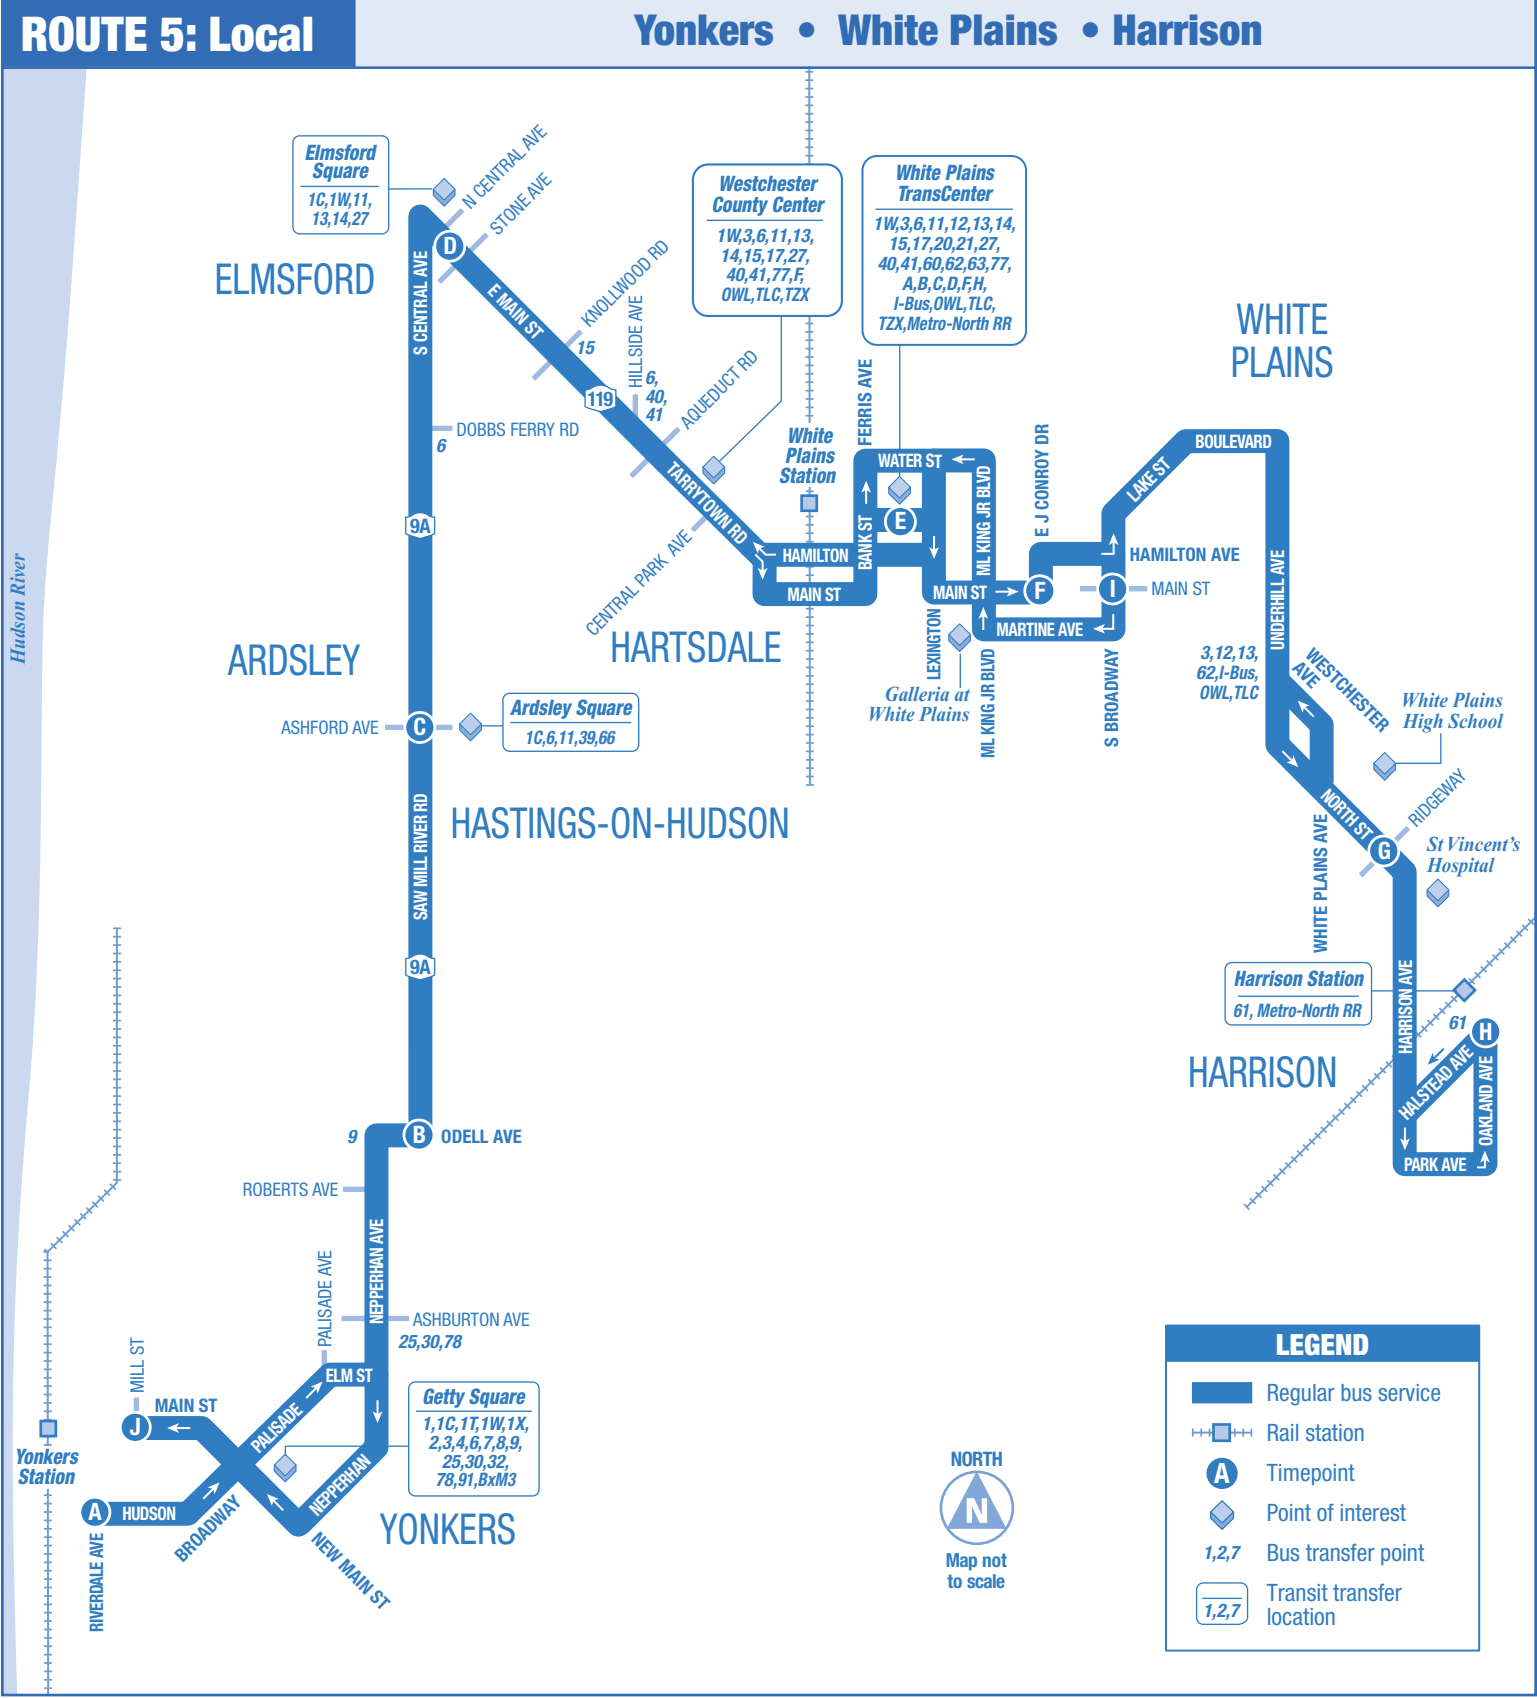 ROUTE 5: Local
Yonkers • White Plains • Harrison
Hudson River
Elmsford
Square
1C,1W,11,
13,14,27
N CENTRAL AVE
STONE AVE
D
ELMSFORD
S CENTRAL AVE
E MAIN ST
KNOLLWOOD RD
15
HILLSIDE AVE
6,
40,
41
119
AQUEDUCT RD
DOBBS FERRY RD
6
9A
TARRYTOWN RD
CENTRAL PARK AVE
Westchester
County Center
1W,3,6,11,13,
14,15,17,27,
40,41,77,F,
OWL,TLC,TZX
White Plains
TransCenter
1W,3,6,11,12,13,14,
15,17,20,21,27,
40,41,60,62,63,77,
A,B,C,D,F,H,
I-Bus,OWL,TLC,
TZX,Metro-North RR
White
Plains
Station
FERRIS AVE
WATER ST
E
BANK ST
ML KING JR BLVD
HAMILTON
MAIN ST
MAIN ST
F
E J CONROY DR
HAMILTON AVE
I
MAIN ST
MARTINE AVE
LEXINGTON
ML KING JR BLVD
S BROADWAY
Galleria at
White Plains
HARTSDALE
WHITE
PLAINS
LAKE ST
BOULEVARD
UNDERHILL AVE
3,12,13,
62,I-Bus,
OWL,TLC
WESTCHESTER
AVE
White Plains
High School
NORTH ST
RIDGEWAY
G
WHITE PLAINS AVE
St Vincent's
Hospital
HARRISON AVE
Harrison Station
61, Metro-North RR
61
H
HALSTEAD AVE
OAKLAND AVE
PARK AVE
HARRISON
ARDSLEY
ASHFORD AVE
C
Ardsley Square
1C,6,11,39,66
HASTINGS-ON-HUDSON
SAW MILL RIVER RD
9A
9
B
ODELL AVE
ROBERTS AVE
NEPPERHAN AVE
PALISADE AVE
ASHBURTON AVE
25,30,78
ELM ST
MILL ST
MAIN ST
J
PALISADE
Getty Square
1,1C,1T,1W,1X,
2,3,4,6,7,8,9,
25,30,32,
78,91,BxM3
Yonkers
Station
A
HUDSON
BROADWAY
NEPPERHAN
YONKERS
RIVERDALE AVE
NEW MAIN ST
NORTH
N
Map not
to scale
LEGEND
Regular bus service
Rail station
A
Timepoint
Point of interest
1,2,7
Bus transfer point
Transit transfer
location
1,2,7